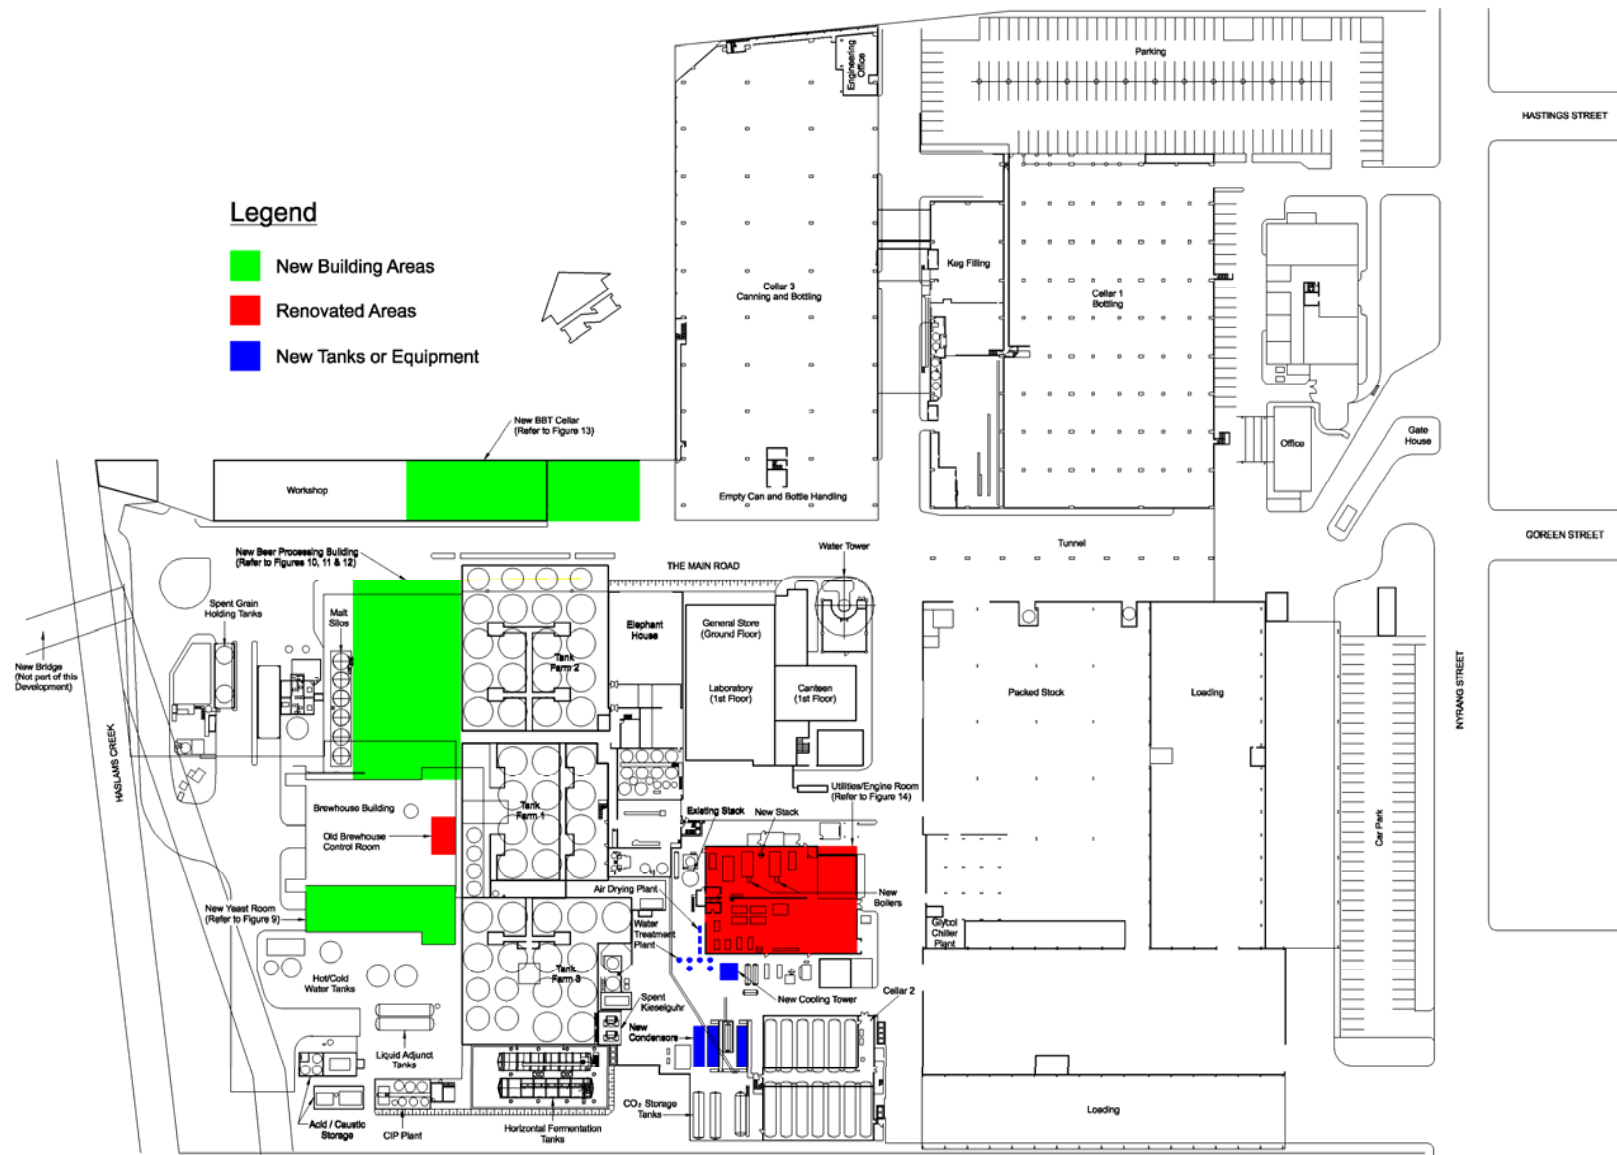 Parking
HASTINGS STREET
Engineering
Office
Legend
New Building Areas
Renovated Areas
New Tanks or Equipment
Keg Filling
Cellar 3
Canning and Bottling
Cellar 1
Bottling
New BBT Cellar
(Refer to Figure 13)
Office
Gate
House
Workshop
Empty Can and Bottle Handling
GOREEN STREET
Tunnel
New Beer Processing Building
(Refer to Figures 10, 11 & 12)
Water Tower
THE MAIN ROAD
Spent Grain
Holding Tanks
Malt
Silos
Elephant
House
General Store
(Ground Floor)
Tank
Farm 2
New Bridge
(Not part of this
Development)
Laboratory
(1st Floor)
Canteen
(1st Floor)
Packed Stock
Loading
NYRANG STREET
HASLAMS CREEK
Utilities/Engine Room
(Refer to Figure 14)
Brewhouse Building
Tank
Farm 1
Existing Stack
New Stack
Old Brewhouse
Control Room
Car Park
Air Drying Plant
New
Boilers
New Yeast Room
(Refer to Figure 9)
Water
Treatment
Plant
Glycol
Chiller
Plant
Hot/Cold
Water Tanks
Tank
Farm 3
Cellar 2
New Cooling Tower
Spent
Kieselguhr
New
Condensors
Liquid Adjunct
Tanks
CO₂ Storage
Tanks
Loading
Acid / Caustic
Storage
CIP Plant
Horizontal Fermentation
Tanks